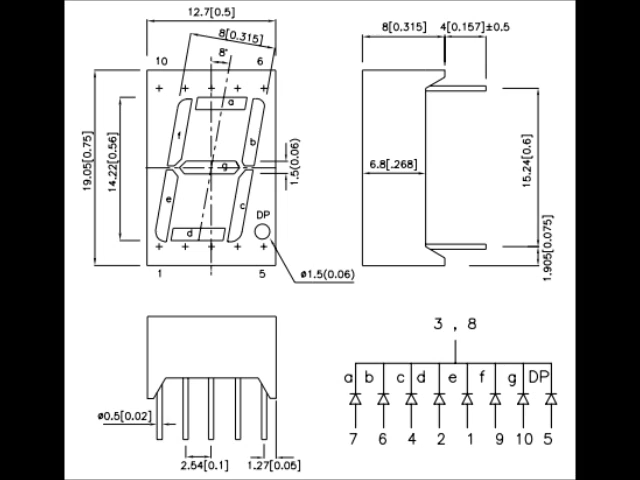 12.7[0.5]
8[0.315]
8°
10
6
a
f
b
g
e
c
d
DP
1
5
19.05[0.75]
14.22[0.56]
1.5(0.06)
ø1.5(0.06)
8[0.315]
4[0.157]±0.5
6.8[.268]
15.24[0.6]
1.905[0.075]
ø0.5[0.02]
2.54[0.1]
1.27[0.05]
3 , 8
a b c d e f g DP
7 6 4 2 1 9 10 5